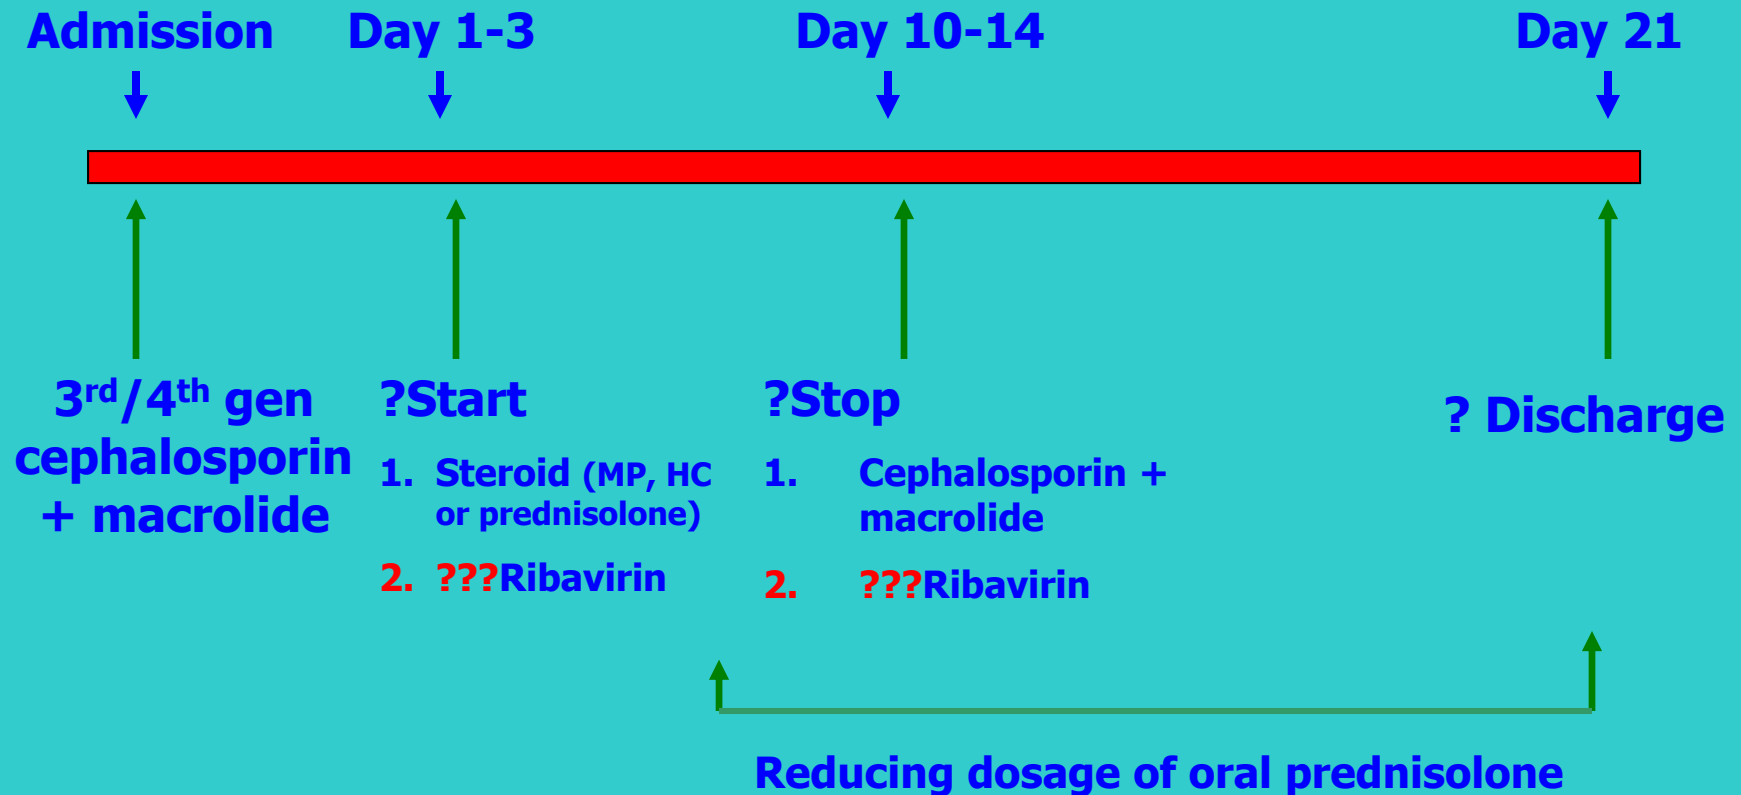 Admission
Day 1-3
Day 10-14
Day 21
3rd/4th gen
cephalosporin
+ macrolide
?Start
1. Steroid (MP, HC
or prednisolone)
2. ???Ribavirin
?Stop
1. Cephalosporin +
macrolide
2. ???Ribavirin
? Discharge
Reducing dosage of oral prednisolone